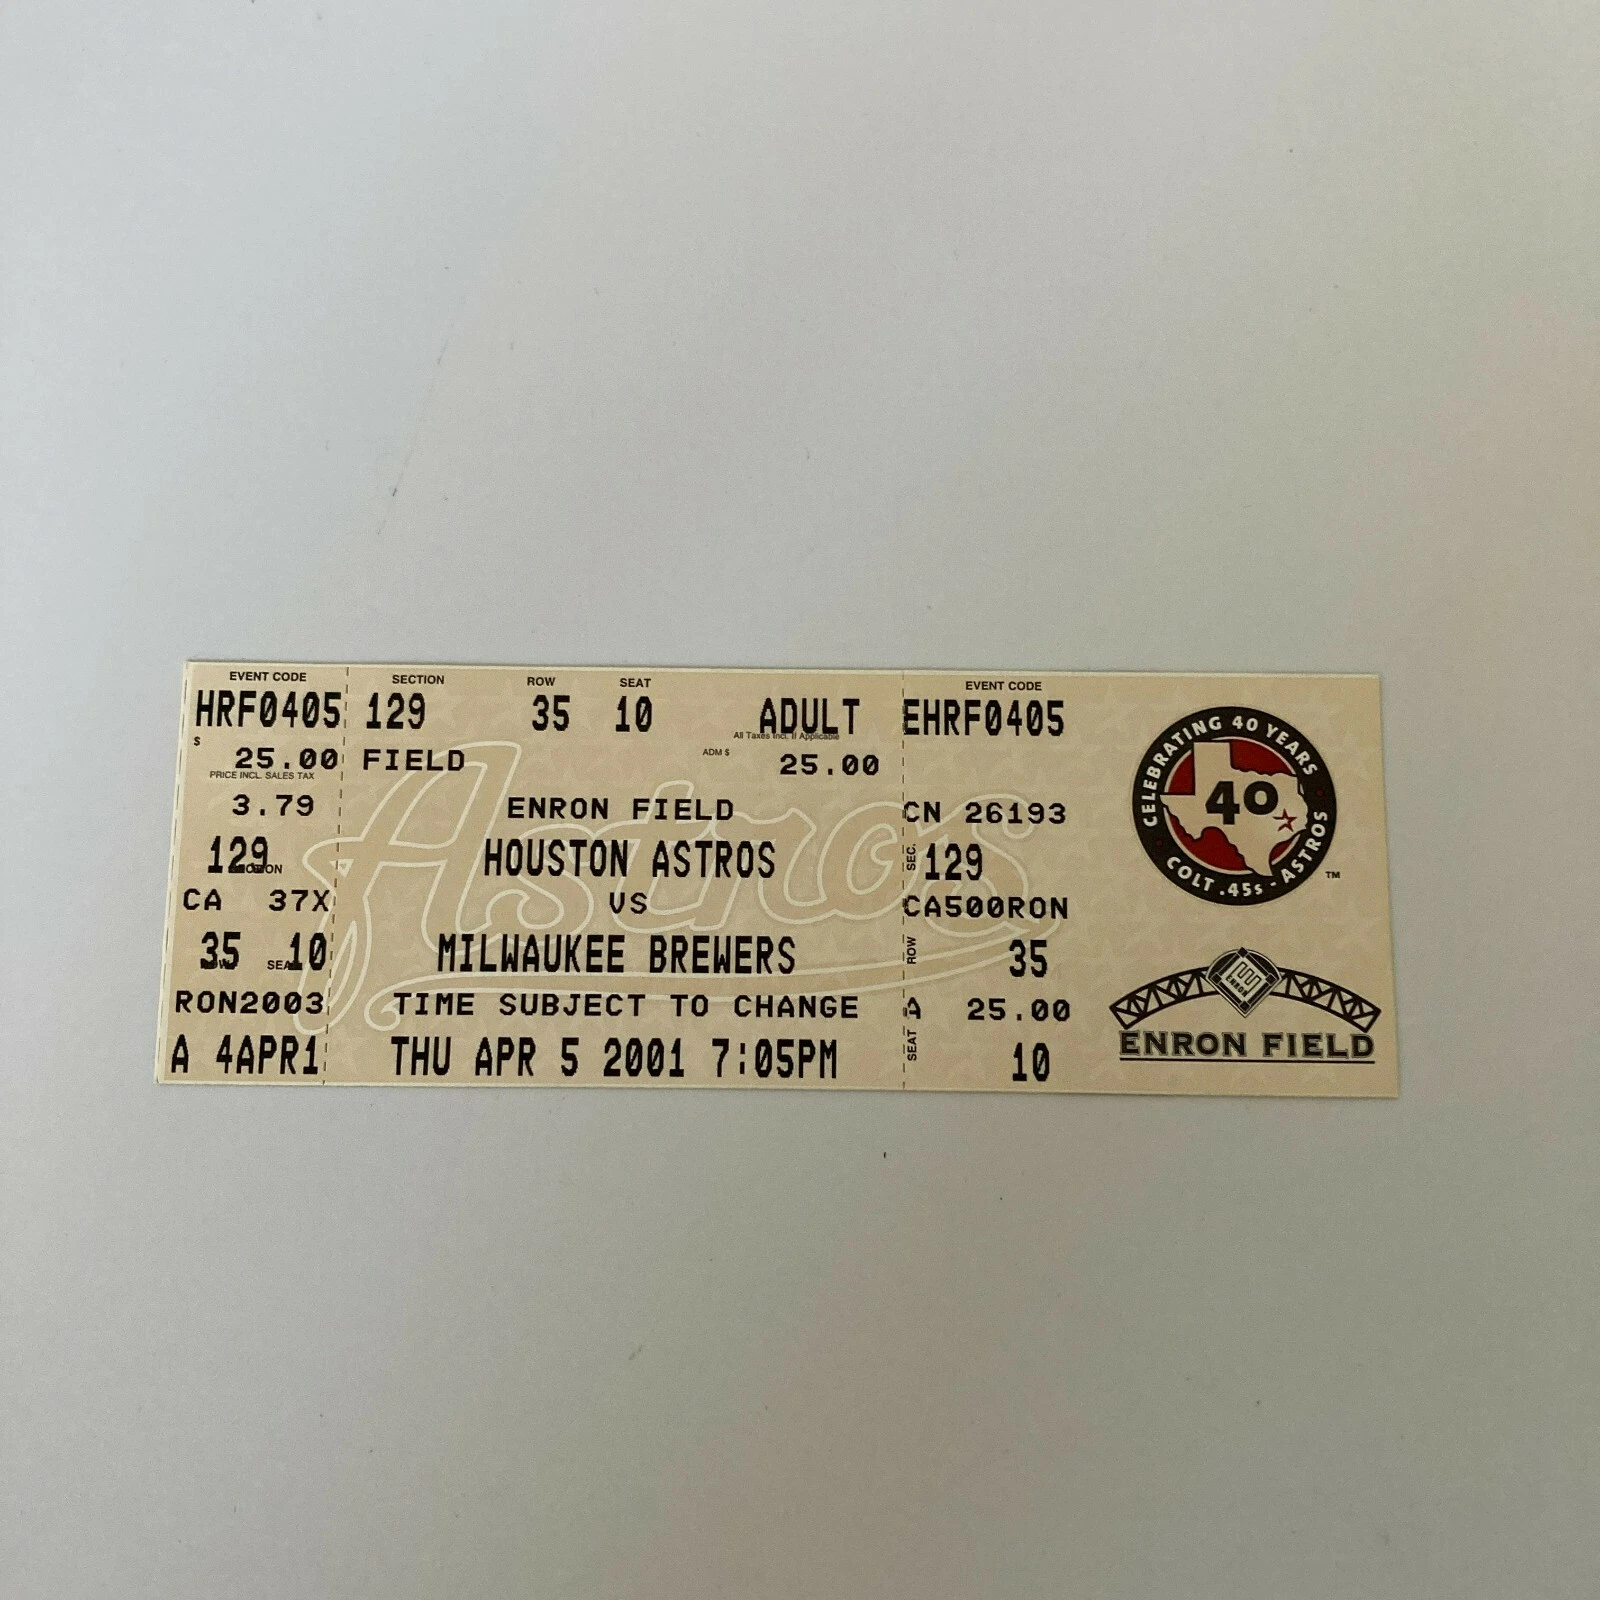 EVENT CODE
HRF0405
$ 25.00
PRICE INCL. SALES TAX
3.79
129
CA 37X
35 10
RON2003
A 4APR1
SECTION ROW SEAT
129 35 10 ADULT
All Taxes Incl. If Applicable
FIELD ADM $ 25.00
ENRON FIELD
HOUSTON ASTROS
VS
MILWAUKEE BREWERS
TIME SUBJECT TO CHANGE
THU APR 5 2001 7:05PM
Astros
EVENT CODE
EHRF0405
CN 26193
SEC. 129
CA500RON
ROW 35
A 25.00
SEAT 10
CELEBRATING 40 YEARS
40
COLT .45s - ASTROS
TM
ENRON
ENRON FIELD